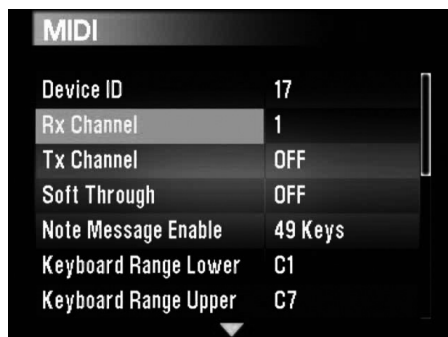 MIDI
Device ID 17
Rx Channel 1
Tx Channel OFF
Soft Through OFF
Note Message Enable 49 Keys
Keyboard Range Lower C1
Keyboard Range Upper C7